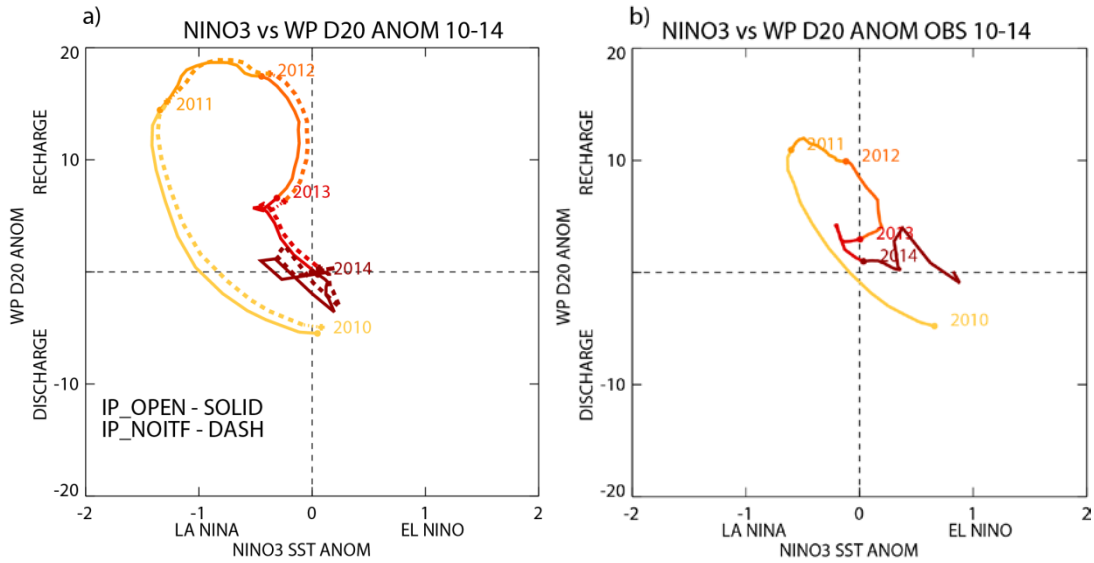 a)
NINO3 vs WP D20 ANOM 10-14
20
10
0
-10
-20
RECHARGE
DISCHARGE
WP D20 ANOM
2012
2011
2013
2014
2010
IP_OPEN - SOLID
IP_NOITF - DASH
-2
-1
0
1
2
LA NINA
EL NINO
NINO3 SST ANOM
b)
NINO3 vs WP D20 ANOM OBS 10-14
20
10
0
-10
-20
RECHARGE
DISCHARGE
WP D20 ANOM
2011
2012
2013
2014
2010
-2
-1
0
1
2
LA NINA
EL NINO
NINO3 SST ANOM